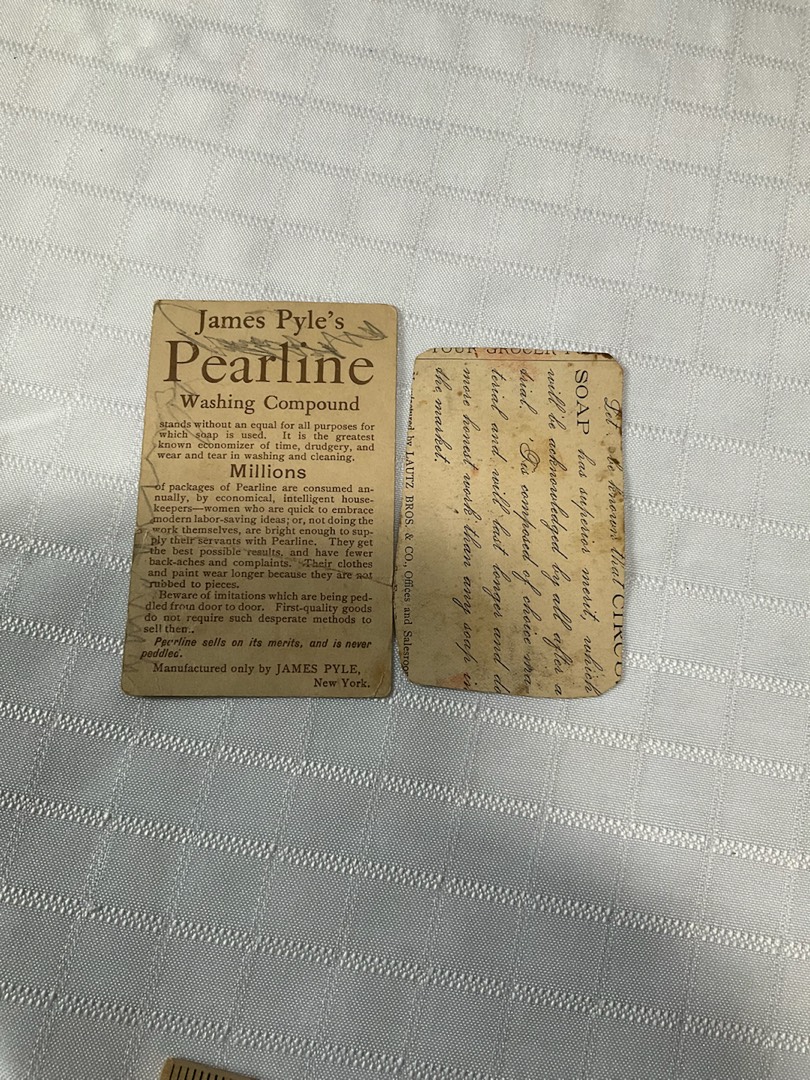 James Pyle's
Pearline
Washing Compound
stands without an equal for all purposes for
which soap is used. It is the greatest
known economizer of time, drudgery, and
wear and tear in washing and cleaning.
Millions
of packages of Pearline are consumed an-
nually, by economical, intelligent house-
keepers—women who are quick to embrace
modern labor-saving ideas; or, not doing the
work themselves, are bright enough to sup-
ply their servants with Pearline. They get
the best possible results, and have fewer
back-aches and complaints. Their clothes
and paint wear longer because they are not
rubbed to pieces.
Beware of imitations which are being ped-
dled from door to door. First-quality goods
do not require such desperate methods to
sell them.
Pearline sells on its merits, and is never
peddled.
Manufactured only by JAMES PYLE,
New York.
Let be known that
SOAP has superior merit, which
will be acknowledged by all after a
trial. composed of choice ma-
terial and will last longer and do
more honest work than any soap in
the market.
by LAUTZ BROS. & CO., Offices and
YOUR GROCER